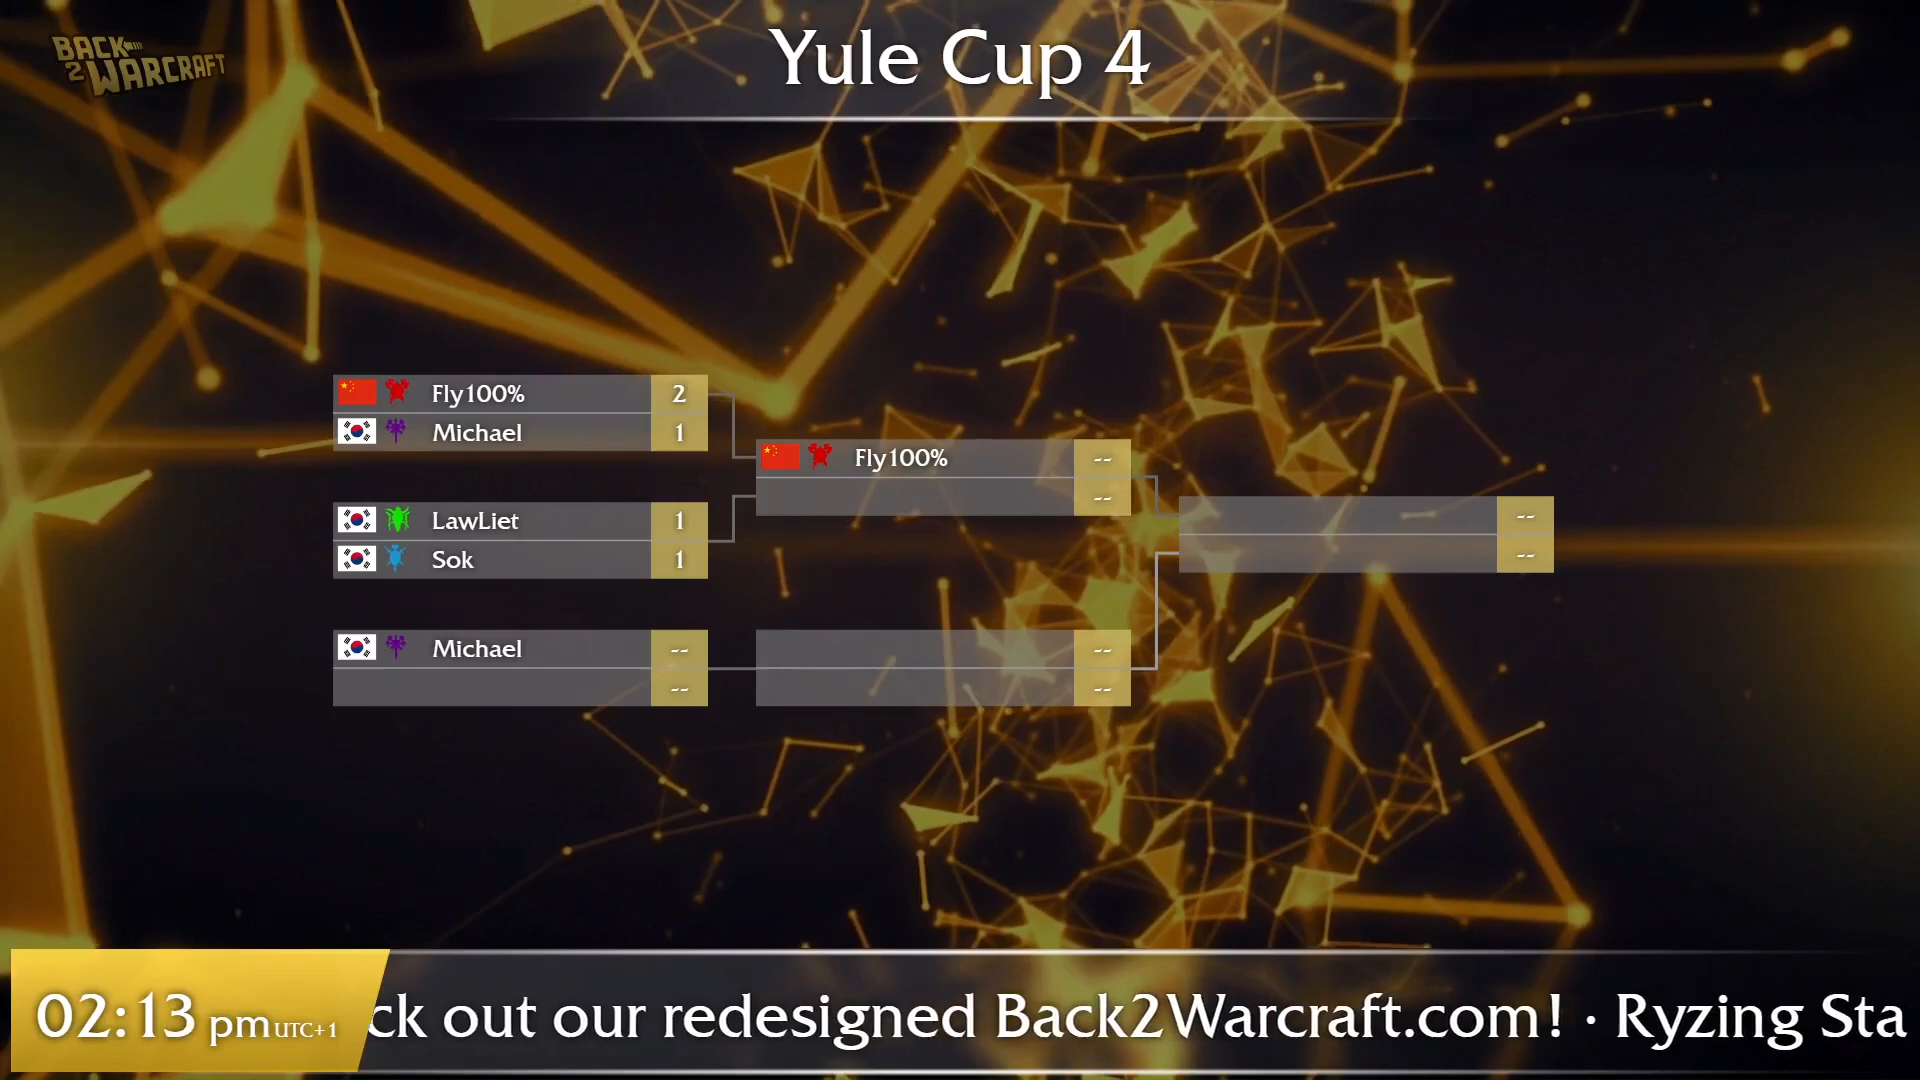 BACK
2 WARCRAFT
Yule Cup 4
Fly100% 2
Michael 1
Fly100% --
--
LawLiet 1
Sok 1
--
--
Michael --
--
--
--
02:13 pm UTC+1
ck out our redesigned Back2Warcraft.com! · Ryzing Sta